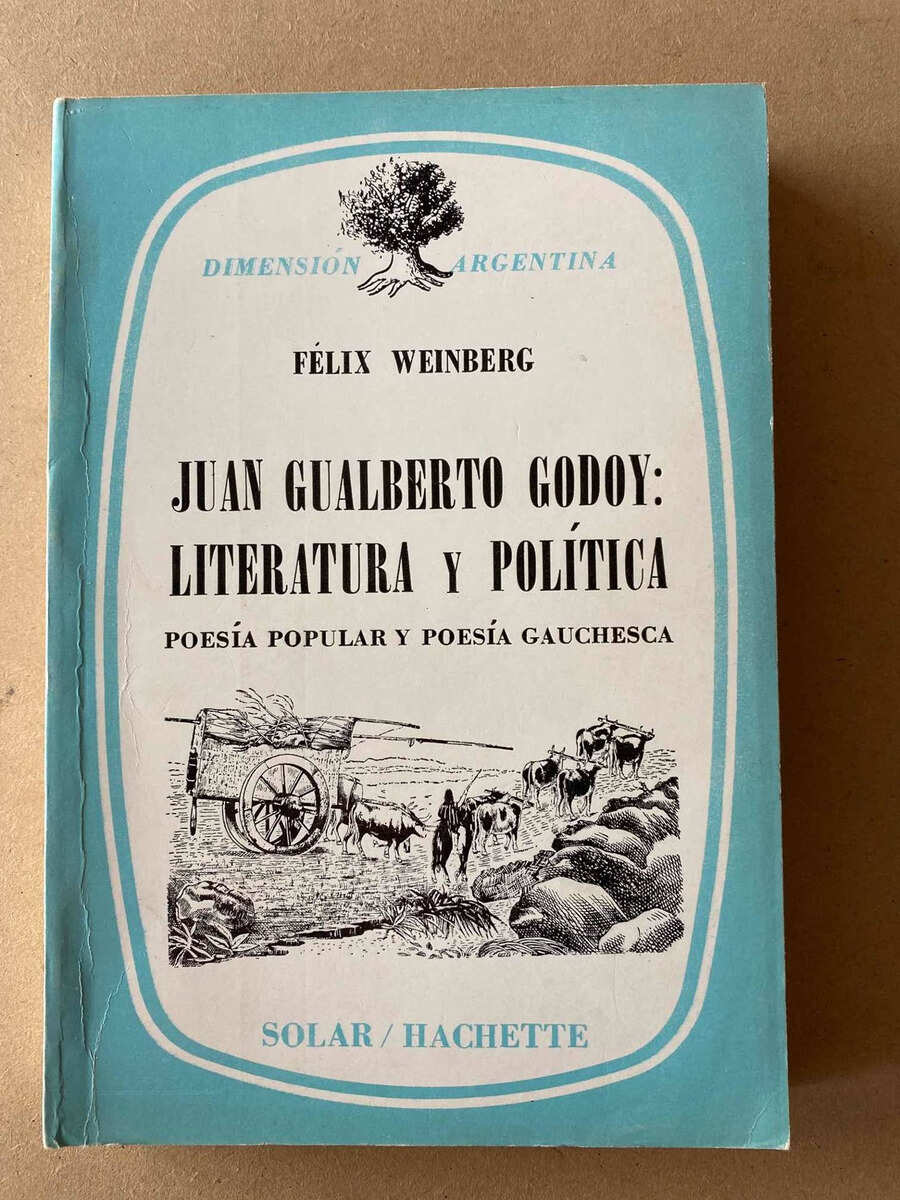 DIMENSIÓN ARGENTINA
FÉLIX WEINBERG
JUAN GUALBERTO GODOY:
LITERATURA Y POLÍTICA
POESÍA POPULAR Y POESÍA GAUCHESCA
SOLAR / HACHETTE